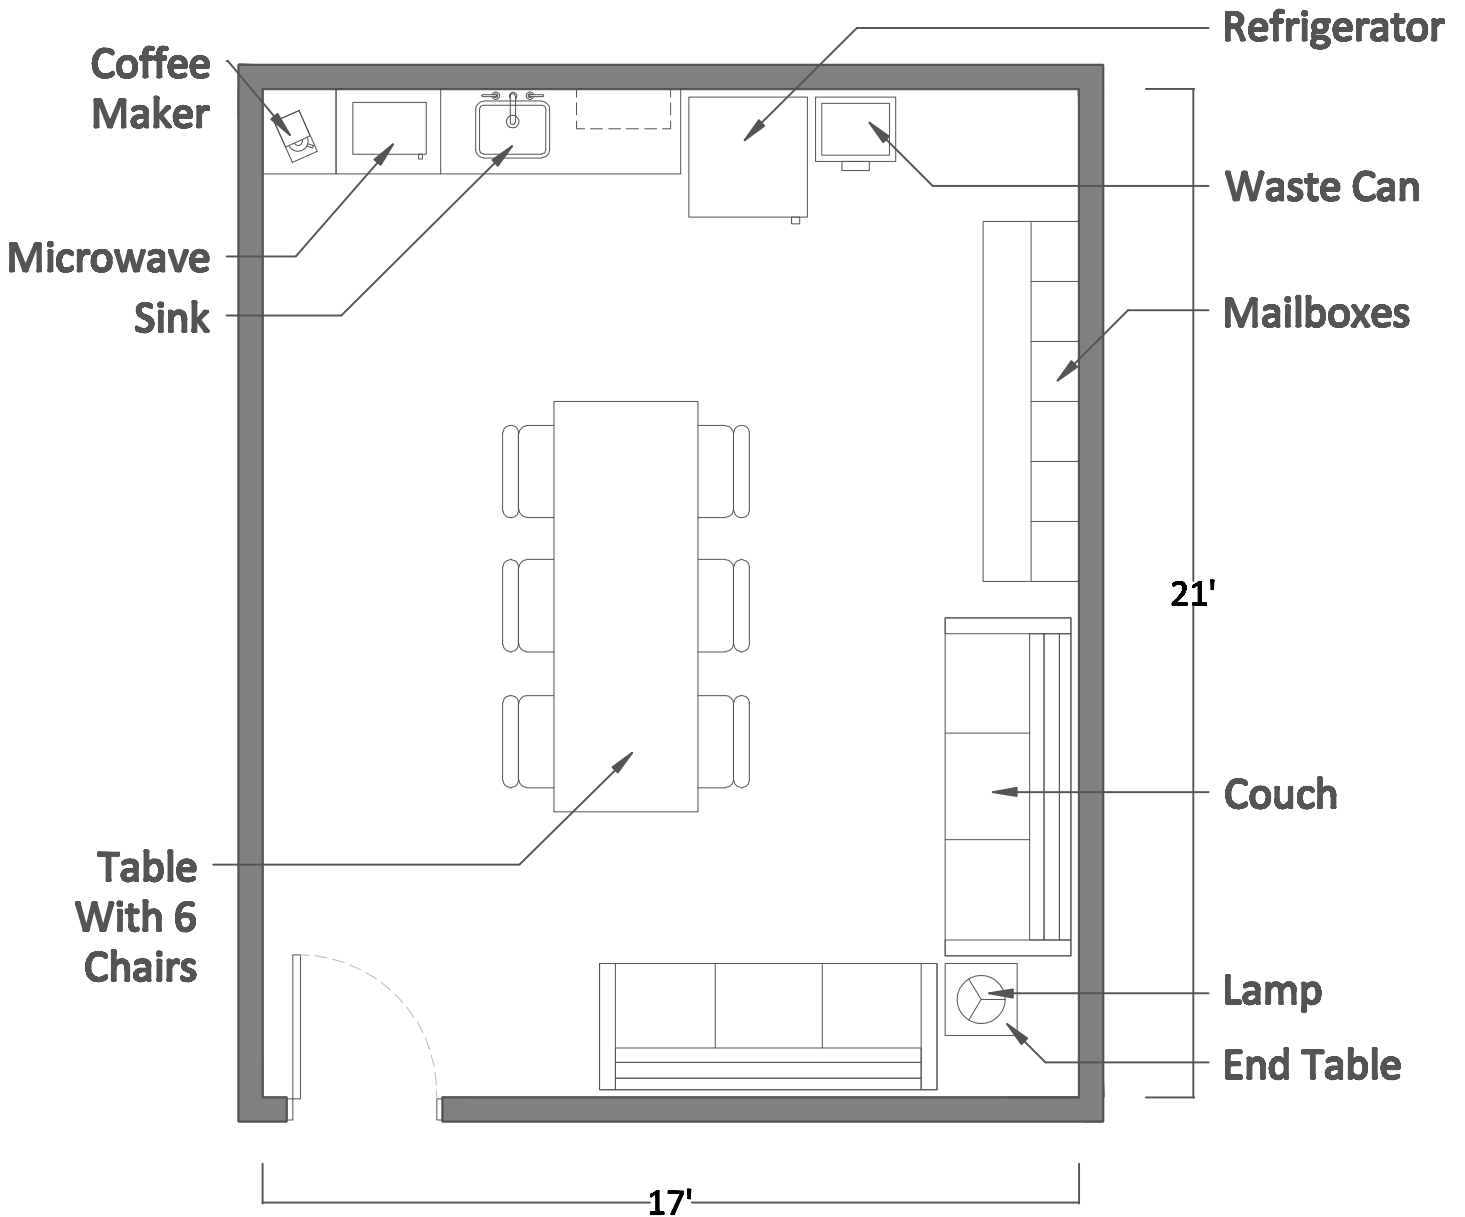 Refrigerator
Coffee
Maker
Waste Can
Microwave
Sink
Mailboxes
21'
Couch
Table
With 6
Chairs
Lamp
End Table
17'